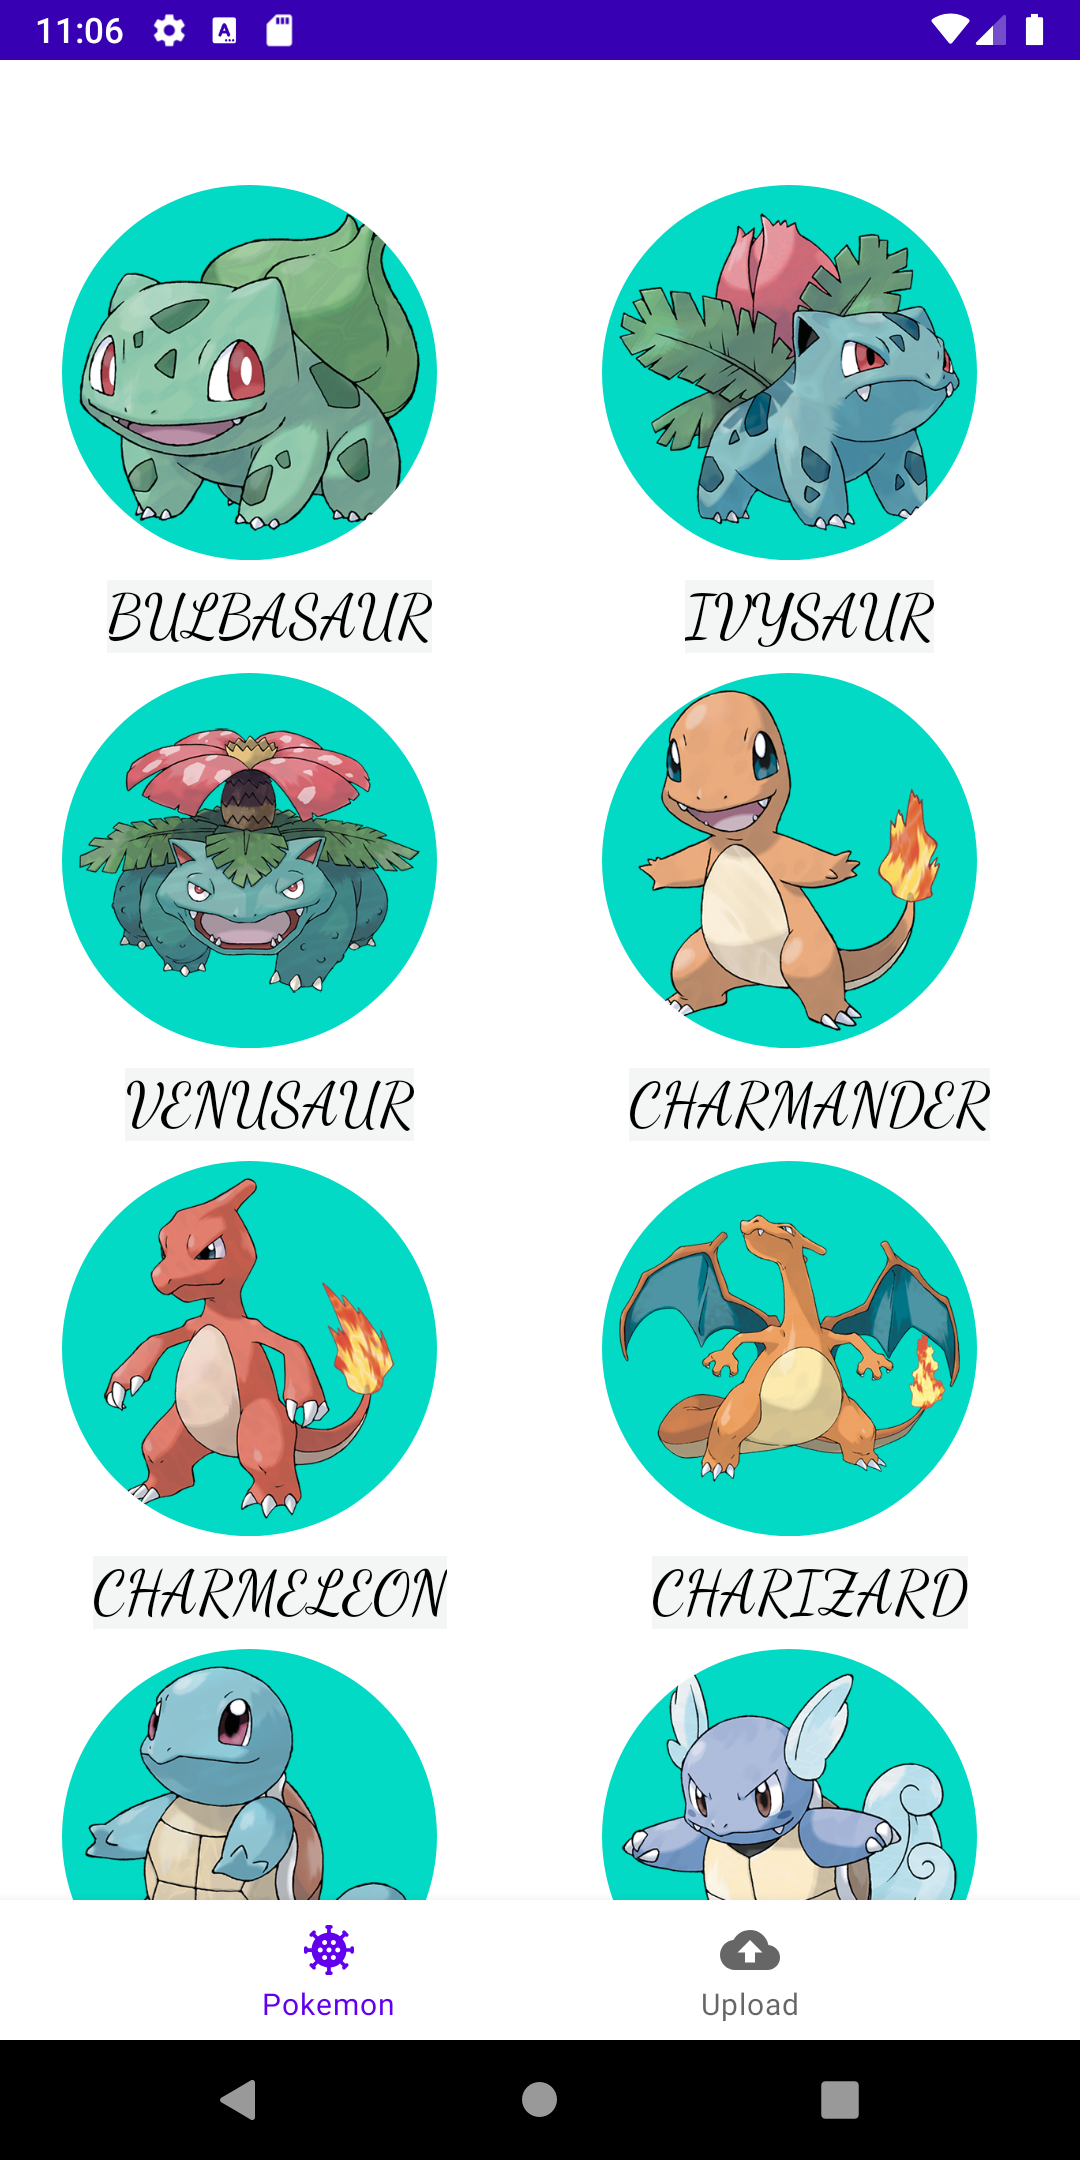 11:06
BULBASAUR
IVYSAUR
VENUSAUR
CHARMANDER
CHARMELEON
CHARIZARD
Pokemon
Upload